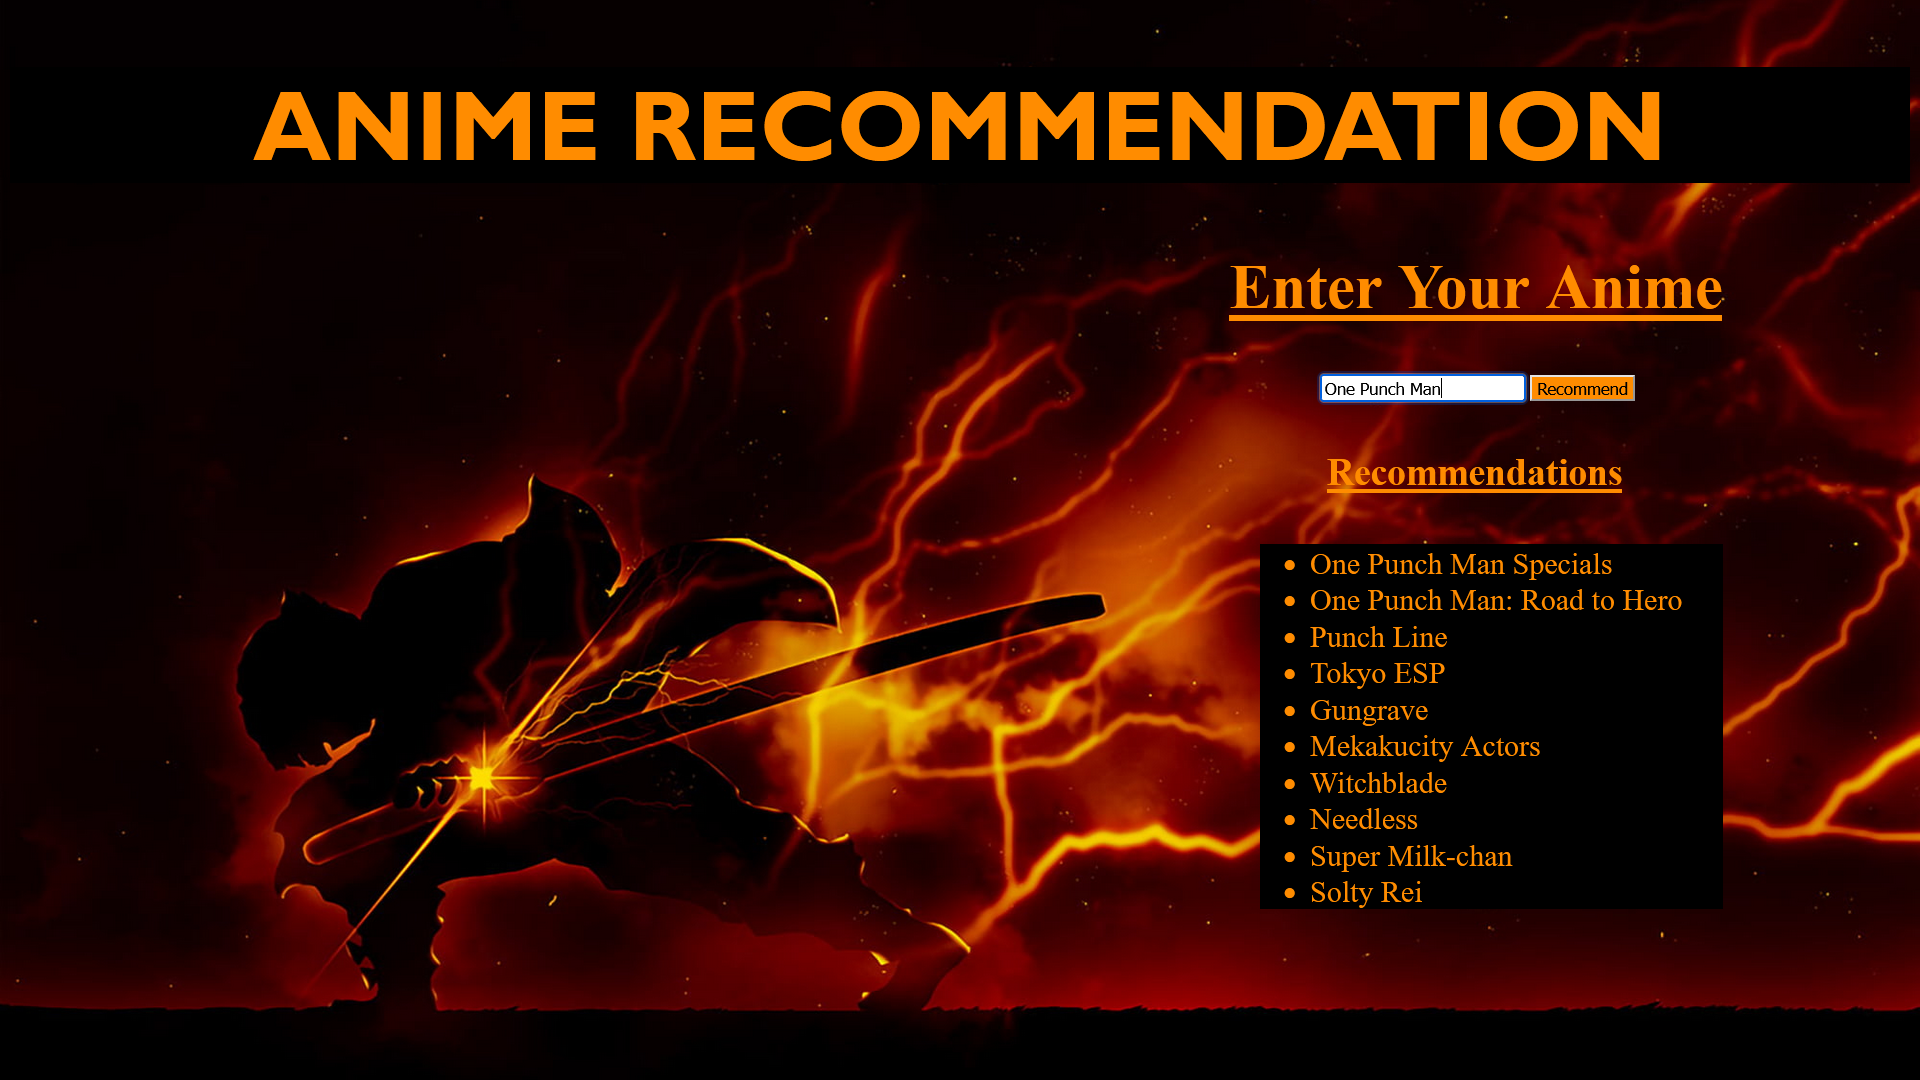 ANIME RECOMMENDATION
Enter Your Anime
One Punch Man Recommend
Recommendations
One Punch Man Specials
One Punch Man: Road to Hero
Punch Line
Tokyo ESP
Gungrave
Mekakucity Actors
Witchblade
Needless
Super Milk-chan
Solty Rei